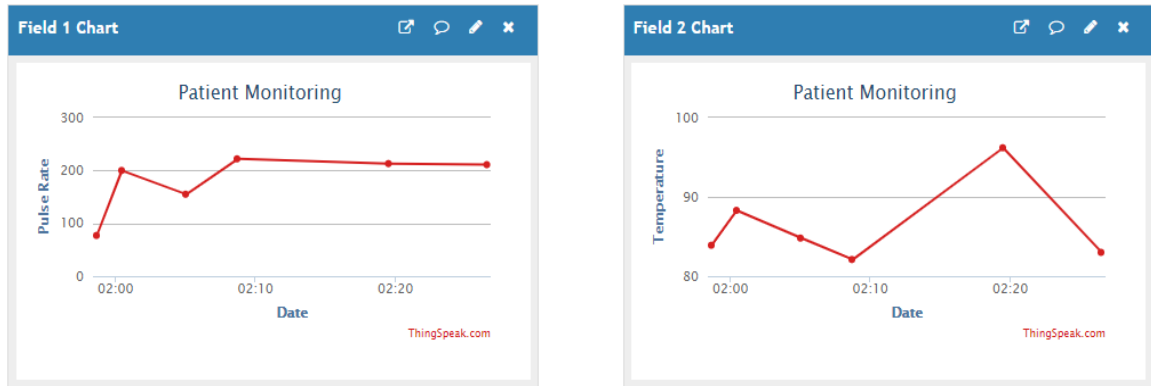 Field 1 Chart
Patient Monitoring
300
200
100
0
Pulse Rate
02:00 02:10 02:20
Date
ThingSpeak.com
Field 2 Chart
Patient Monitoring
100
90
80
Temperature
02:00 02:10 02:20
Date
ThingSpeak.com